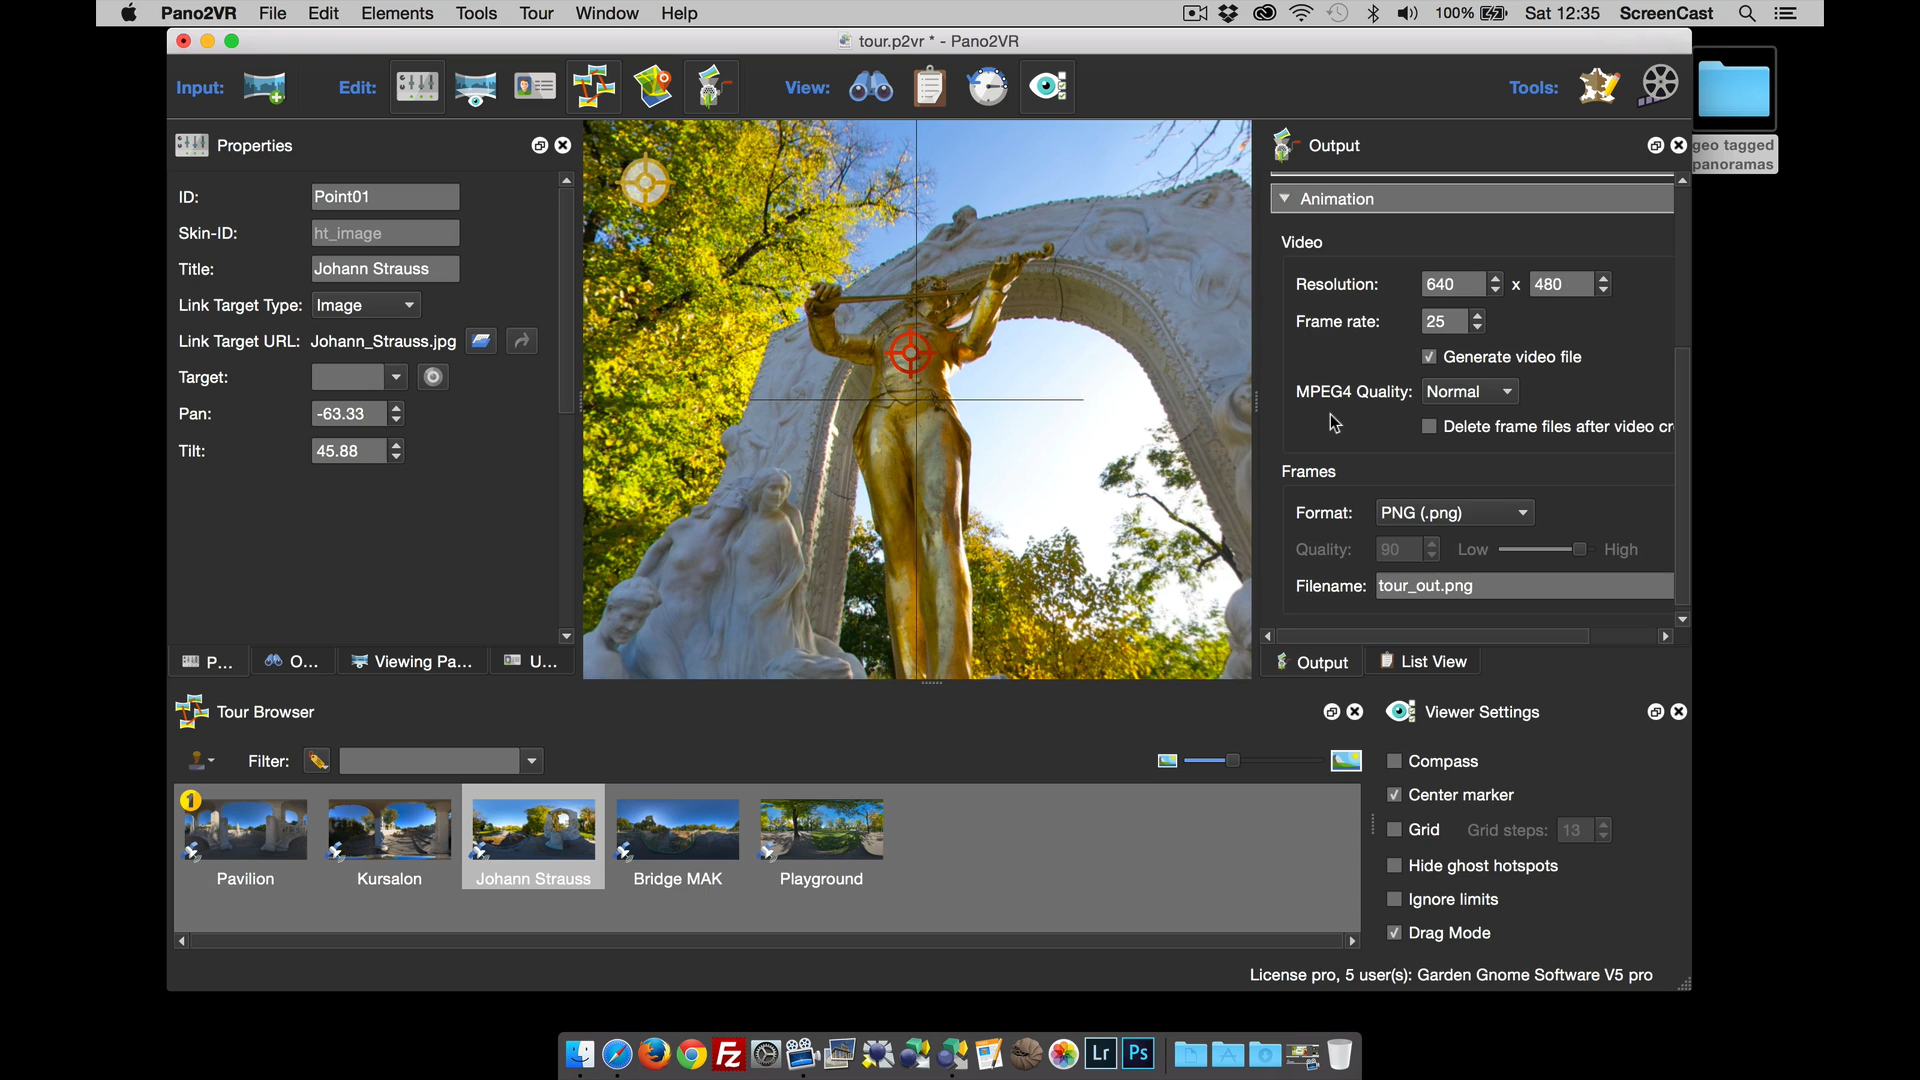 Pano2VR File Edit Elements Tools Tour Window Help 100% Sat 12:35 ScreenCast
tour.p2vr * - Pano2VR
Input: Edit: View: Tools:
geo tagged
panoramas
Properties
ID: Point01
Skin-ID: ht_image
Title: Johann Strauss
Link Target Type: Image
Link Target URL: Johann_Strauss.jpg
Target:
Pan: -63.33
Tilt: 45.88
P... O... Viewing Pa... U...
Output
Animation
Video
Resolution: 640 x 480
Frame rate: 25
Generate video file
MPEG4 Quality: Normal
Delete frame files after video cr
Frames
Format: PNG (.png)
Quality: 90 Low High
Filename: tour_out.png
Output List View
Tour Browser
Filter:
1
Pavilion Kursalon Johann Strauss Bridge MAK Playground
Viewer Settings
Compass
Center marker
Grid Grid steps: 13
Hide ghost hotspots
Ignore limits
Drag Mode
License pro, 5 user(s): Garden Gnome Software V5 pro
Fz Lr Ps